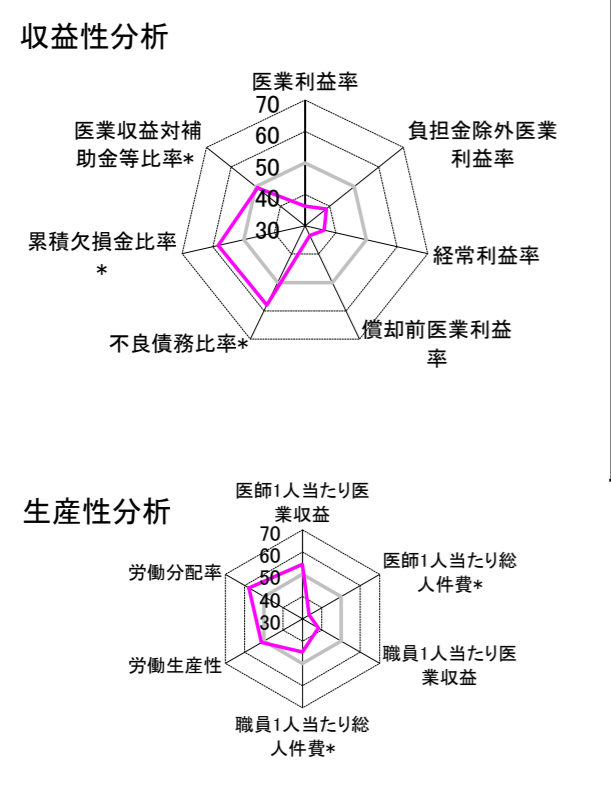 収益性分析
医業利益率
負担金除外医業
利益率
経常利益率
償却前医業利益
率
不良債務比率*
累積欠損金比率
*
医業収益対補
助金等比率*
70
60
50
40
30
生産性分析
医師1人当たり医
業収益
医師1人当たり総
人件費*
職員1人当たり医
業収益
職員1人当たり総
人件費*
労働生産性
労働分配率
70
60
50
40
30